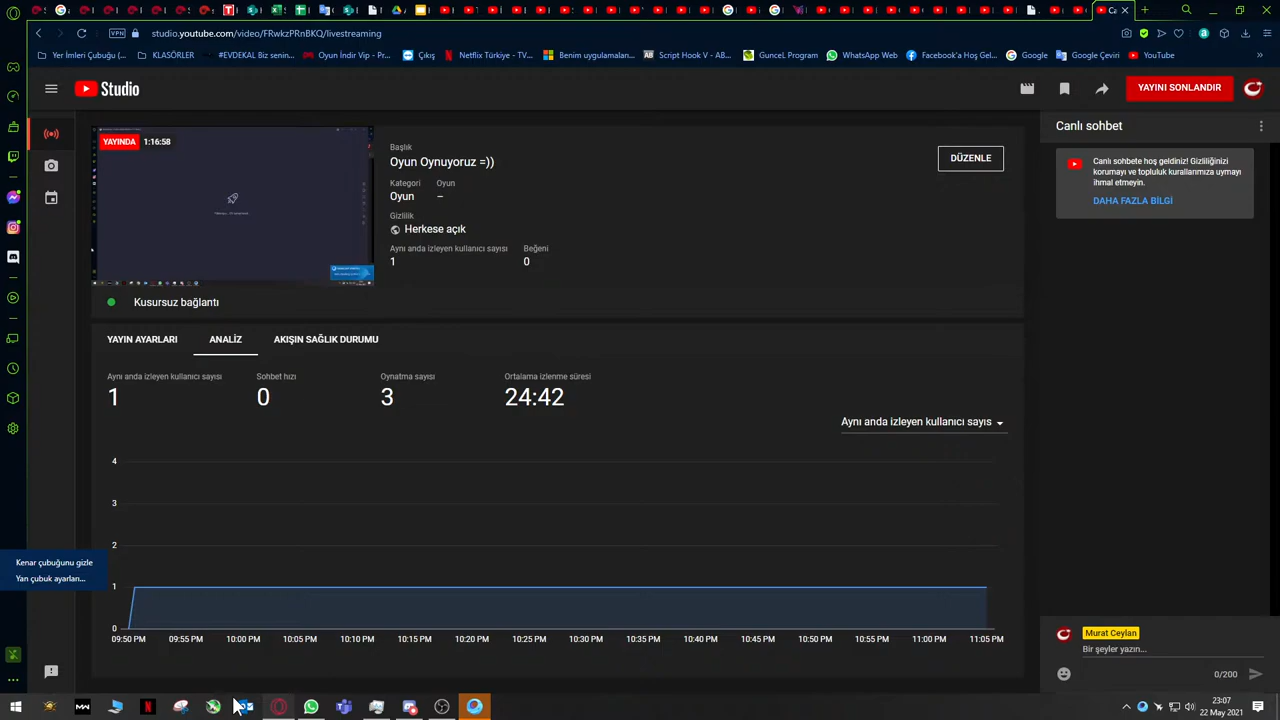 Ca
studio.youtube.com/video/FRwkzPRnBKQ/livestreaming
VPN
Yer İmleri Çubuğu (...
KLASÖRLER
#EVDEKAL Biz senin...
Oyun İndir Vip - Pro...
Çıkış
Netflix Türkiye - TV...
Benim uygulamaları...
Script Hook V - Gam...
GunceL Program
WhatsApp Web
Facebook'a Hoş Gel...
Google
Google Çeviri
YouTube
Studio
YAYINI SONLANDIR
YAYINDA 1:16:58
Başlık
Oyun Oynuyoruz =))
Kategori Oyun
Oyun –
Gizlilik
Herkese açık
Aynı anda izleyen kullanıcı sayısı Beğeni
1 0
DÜZENLE
Kusursuz bağlantı
YAYIN AYARLARI ANALİZ AKIŞIN SAĞLIK DURUMU
Aynı anda izleyen kullanıcı sayısı Sohbet hızı Oynatma sayısı Ortalama izlenme süresi
1 0 3 24:42
Aynı anda izleyen kullanıcı sayıs
4
3
2
1
0
09:50 PM 09:55 PM 10:00 PM 10:05 PM 10:10 PM 10:15 PM 10:20 PM 10:25 PM 10:30 PM 10:35 PM 10:40 PM 10:45 PM 10:50 PM 10:55 PM 11:00 PM 11:05 PM
Kenar çubuğunu gizle
Yan çubuk ayarları...
Canlı sohbet
Canlı sohbete hoş geldiniz! Gizliliğinizi
korumayı ve topluluk kurallarımıza uymayı
ihmal etmeyin.
DAHA FAZLA BİLGİ
Murat Ceylan
Bir şeyler yazın...
0/200
23:07
22 May 2021